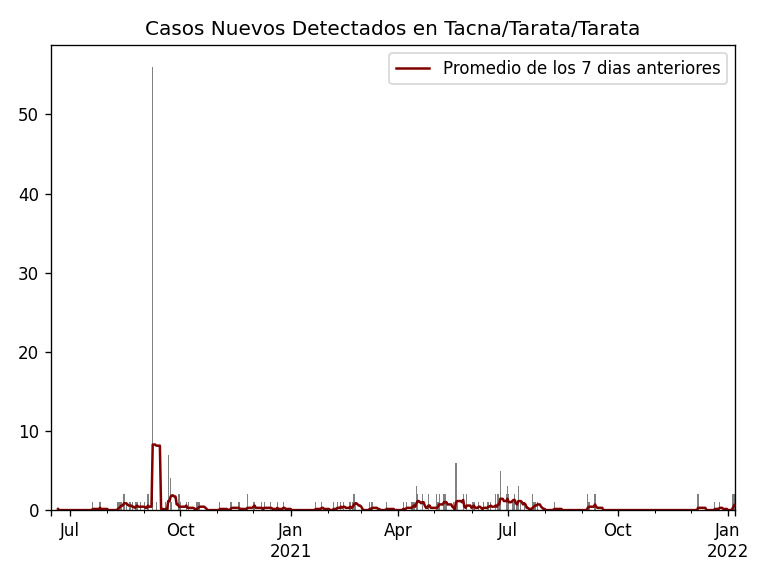 Casos Nuevos Detectados en Tacna/Tarata/Tarata
Promedio de los 7 dias anteriores
50
40
30
20
10
0
Jul Oct Jan Apr Jul Oct Jan
2021 2022